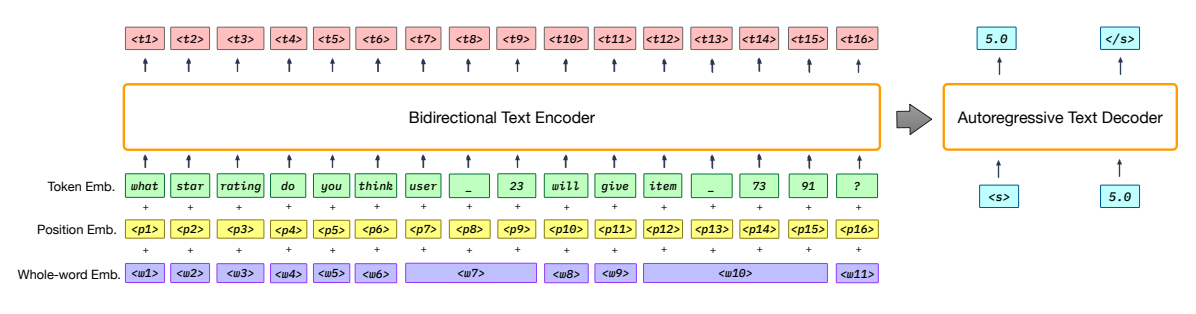 <t1> <t2> <t3> <t4> <t5> <t6> <t7> <t8> <t9> <t10> <t11> <t12> <t13> <t14> <t15> <t16> 5.0 </s>
Bidirectional Text Encoder Autoregressive Text Decoder
Token Emb. what star rating do you think user _ 23 will give item _ 73 91 ? <s> 5.0
+ + + + + + + + + + + + + + + +
Position Emb. <p1> <p2> <p3> <p4> <p5> <p6> <p7> <p8> <p9> <p10> <p11> <p12> <p13> <p14> <p15> <p16>
+ + + + + + + + + + + + + + + +
Whole-word Emb. <w1> <w2> <w3> <w4> <w5> <w6> <w7> <w8> <w9> <w10> <w11>